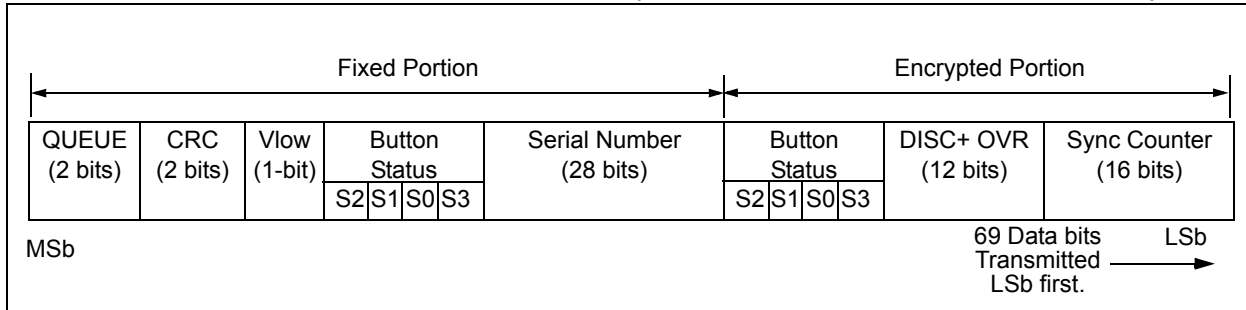 Fixed Portion
Encrypted Portion
QUEUE
(2 bits)
CRC
(2 bits)
Vlow
(1-bit)
Button
Status
S2 S1 S0 S3
Serial Number
(28 bits)
Button
Status
S2 S1 S0 S3
DISC+ OVR
(12 bits)
Sync Counter
(16 bits)
MSb
69 Data bits
Transmitted
LSb first.
LSb